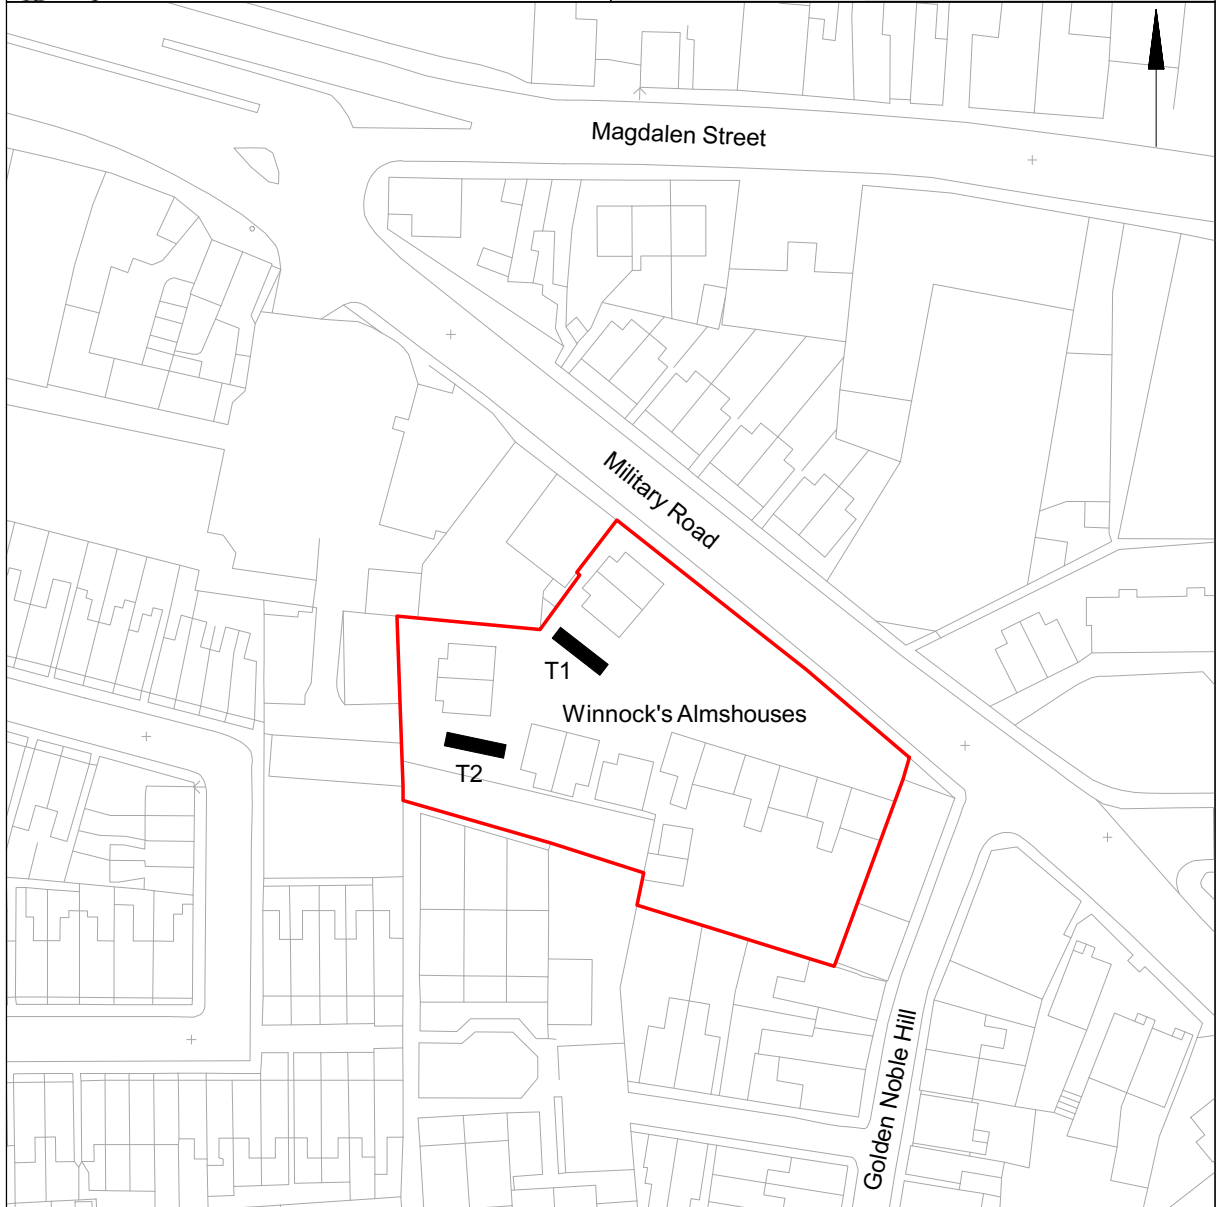 Magdalen Street
Military Road
T1
Winnock's Almshouses
T2
Golden Noble Hill